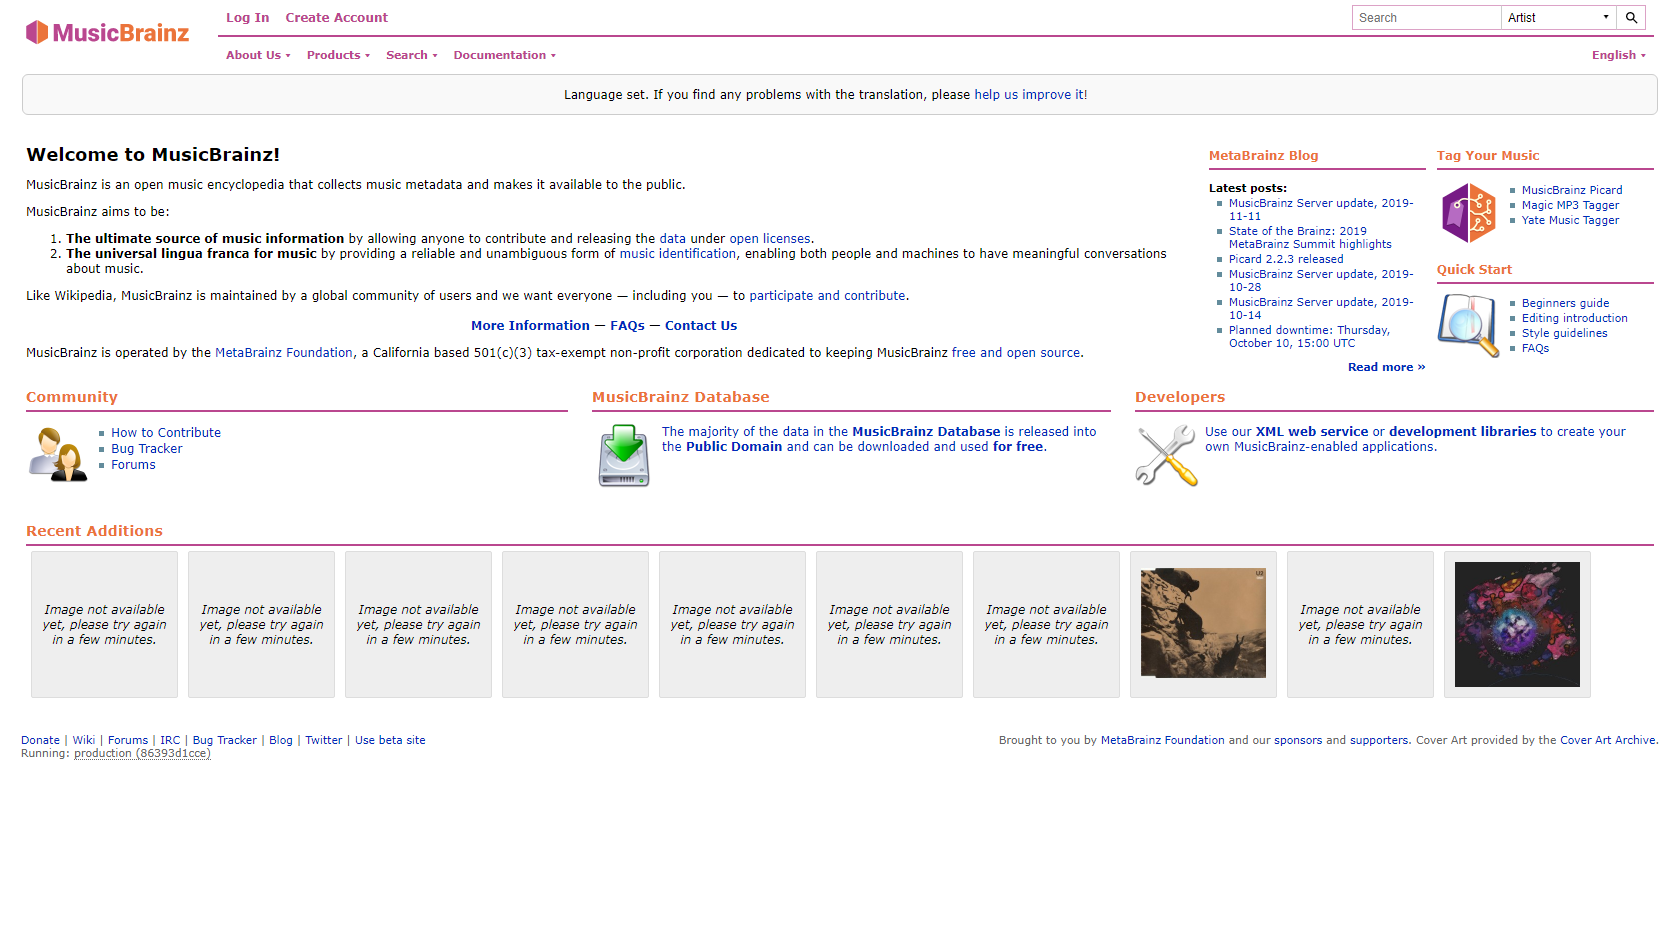 MusicBrainz
Log In Create Account
Search Artist
About Us Products Search Documentation
English
Language set. If you find any problems with the translation, please help us improve it!
Welcome to MusicBrainz!
MusicBrainz is an open music encyclopedia that collects music metadata and makes it available to the public.
MusicBrainz aims to be:
1. The ultimate source of music information by allowing anyone to contribute and releasing the data under open licenses.
2. The universal lingua franca for music by providing a reliable and unambiguous form of music identification, enabling both people and machines to have meaningful conversations
about music.
Like Wikipedia, MusicBrainz is maintained by a global community of users and we want everyone — including you — to participate and contribute.
More Information — FAQs — Contact Us
MusicBrainz is operated by the MetaBrainz Foundation, a California based 501(c)(3) tax-exempt non-profit corporation dedicated to keeping MusicBrainz free and open source.
MetaBrainz Blog
Latest posts:
MusicBrainz Server update, 2019-
11-11
State of the Brainz: 2019
MetaBrainz Summit highlights
Picard 2.2.3 released
MusicBrainz Server update, 2019-
10-28
MusicBrainz Server update, 2019-
10-14
Planned downtime: Thursday,
October 10, 15:00 UTC
Read more »
Tag Your Music
MusicBrainz Picard
Magic MP3 Tagger
Yate Music Tagger
Quick Start
Beginners guide
Editing introduction
Style guidelines
FAQs
Community
How to Contribute
Bug Tracker
Forums
MusicBrainz Database
The majority of the data in the MusicBrainz Database is released into
the Public Domain and can be downloaded and used for free.
Developers
Use our XML web service or development libraries to create your
own MusicBrainz-enabled applications.
Recent Additions
Image not available
yet, please try again
in a few minutes.
Image not available
yet, please try again
in a few minutes.
Image not available
yet, please try again
in a few minutes.
Image not available
yet, please try again
in a few minutes.
Image not available
yet, please try again
in a few minutes.
Image not available
yet, please try again
in a few minutes.
Image not available
yet, please try again
in a few minutes.
U2
Image not available
yet, please try again
in a few minutes.
Donate | Wiki | Forums | IRC | Bug Tracker | Blog | Twitter | Use beta site
Running: production (86393d1cce)
Brought to you by MetaBrainz Foundation and our sponsors and supporters. Cover Art provided by the Cover Art Archive.